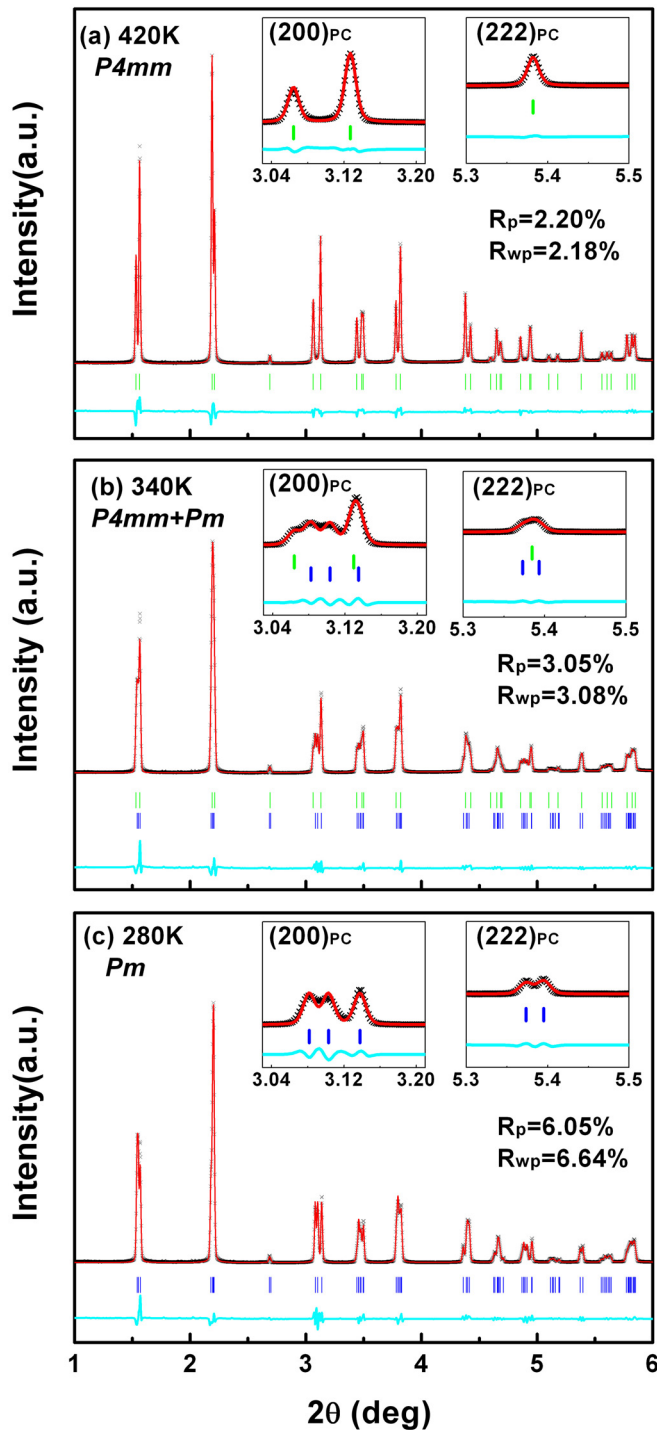 (a) 420K
P4mm
(200)PC
3.04 3.12 3.20
(222)PC
5.3 5.4 5.5
Rp=2.20%
Rwp=2.18%
Intensity(a.u.)
(b) 340K
P4mm+Pm
(200)PC
3.04 3.12 3.20
(222)PC
5.3 5.4 5.5
Rp=3.05%
Rwp=3.08%
Intensity (a.u.)
(c) 280K
Pm
(200)PC
3.04 3.12 3.20
(222)PC
5.3 5.4 5.5
Rp=6.05%
Rwp=6.64%
Intensity(a.u.)
1 2 3 4 5 6
2θ (deg)